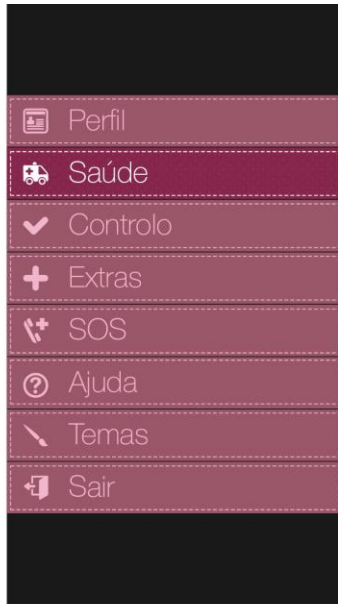 Perfil
Saúde
Controlo
Extras
SOS
Ajuda
Temas
Sair